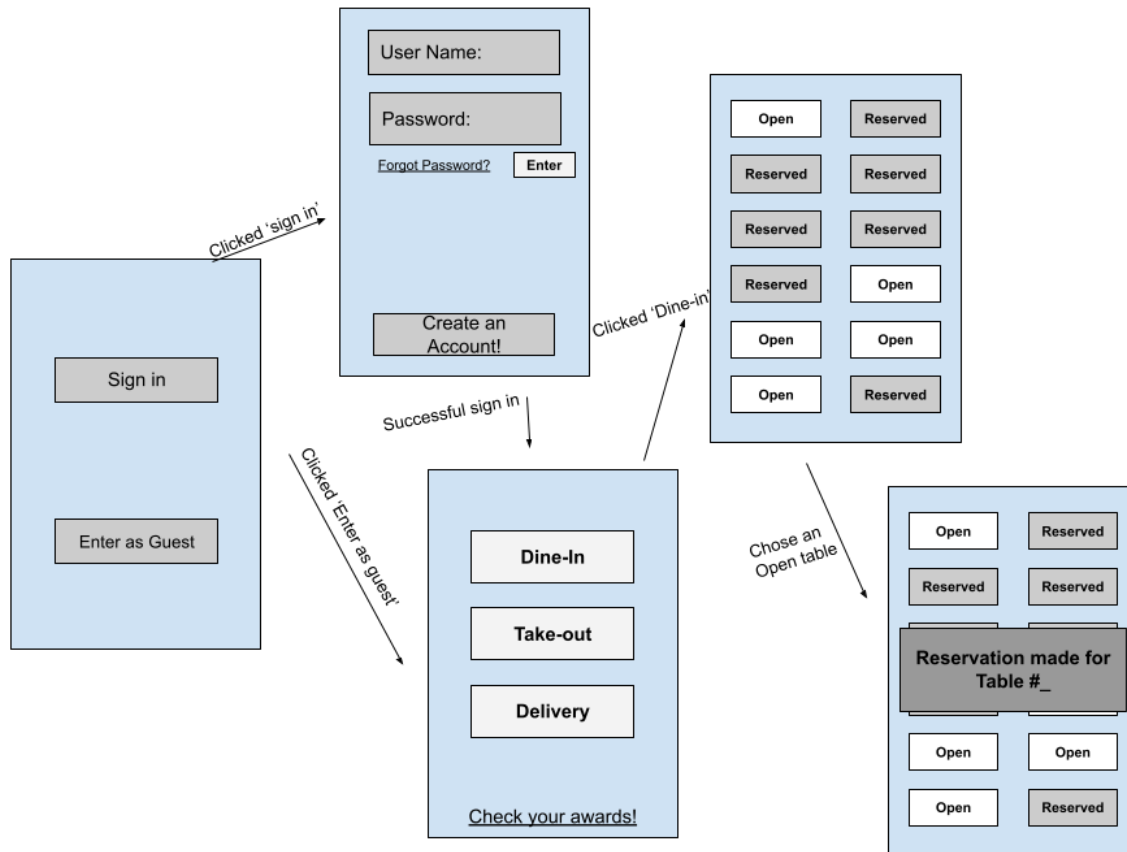 Sign in
Enter as Guest
Clicked ‘sign in’
User Name:
Password:
Forgot Password?
Enter
Create an
Account!
Clicked ‘Enter as guest’
Successful sign in
Dine-In
Take-out
Delivery
Check your awards!
Clicked ‘Dine-in’
Open Reserved
Reserved Reserved
Reserved Reserved
Reserved Open
Open Open
Open Reserved
Chose an
Open table
Open Reserved
Reserved Reserved
Reservation made for
Table #_
Open Open
Open Reserved